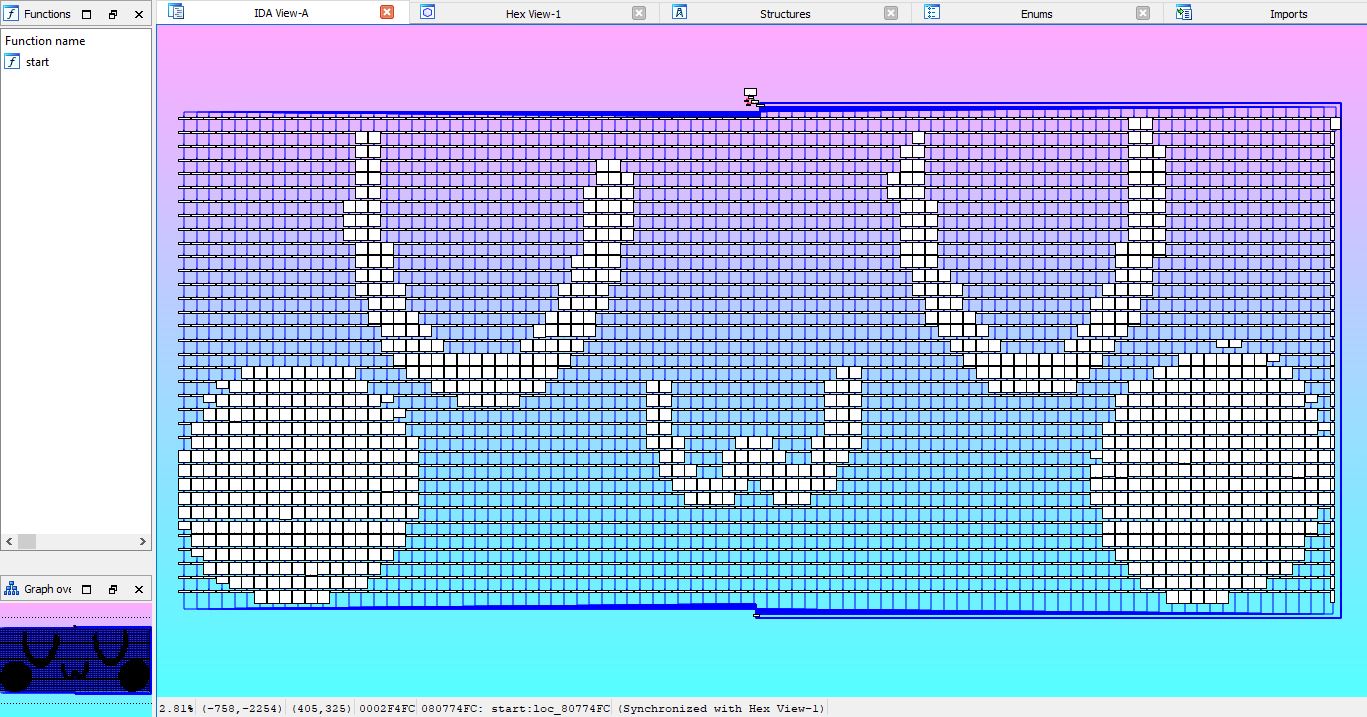 Functions
IDA View-A
Hex View-1
Structures
Enums
Imports
Function name
start
Graph ove
2.81% (-758,-2254) (405,325) 0002F4FC 080774FC: start:loc_80774FC (Synchronized with Hex View-1)